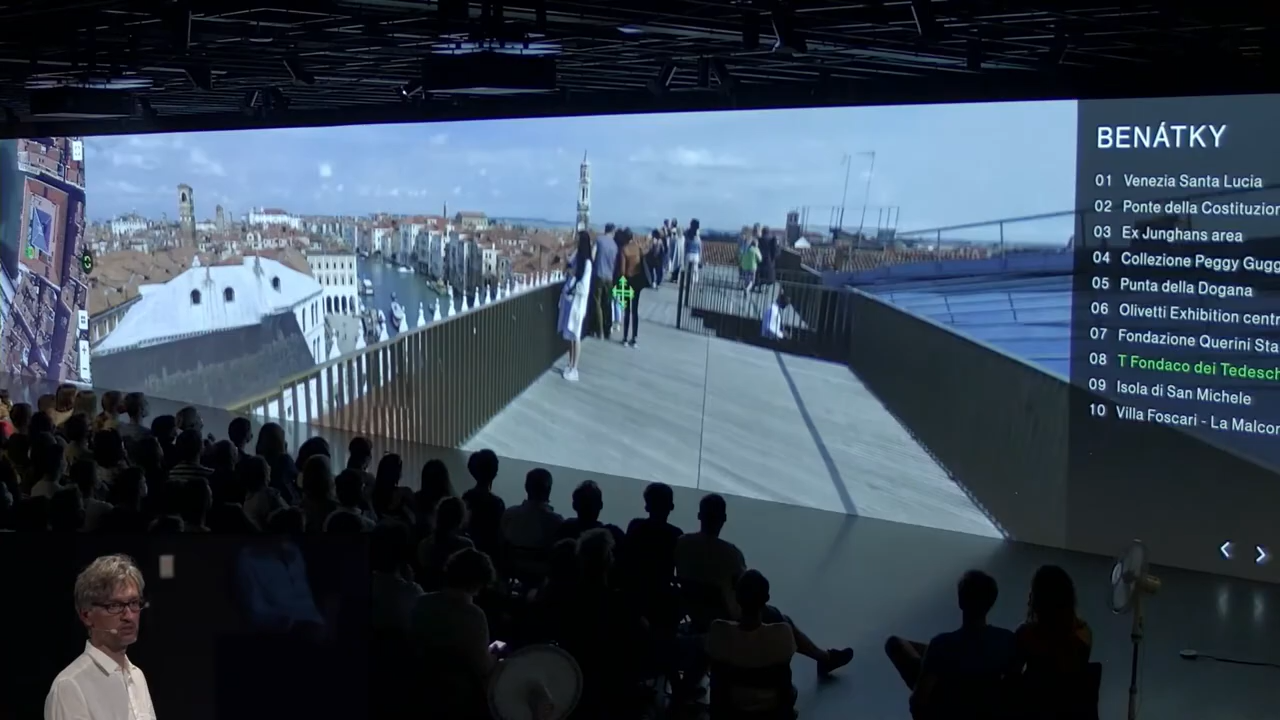 BENÁTKY
01 Venezia Santa Lucia
02 Ponte della Costituzion
03 Ex Junghans area
04 Collezione Peggy Gugg
05 Punta della Dogana
06 Olivetti Exhibition centr
07 Fondazione Querini Sta
08 T Fondaco dei Tedesch
09 Isola di San Michele
10 Villa Foscari - La Malcon